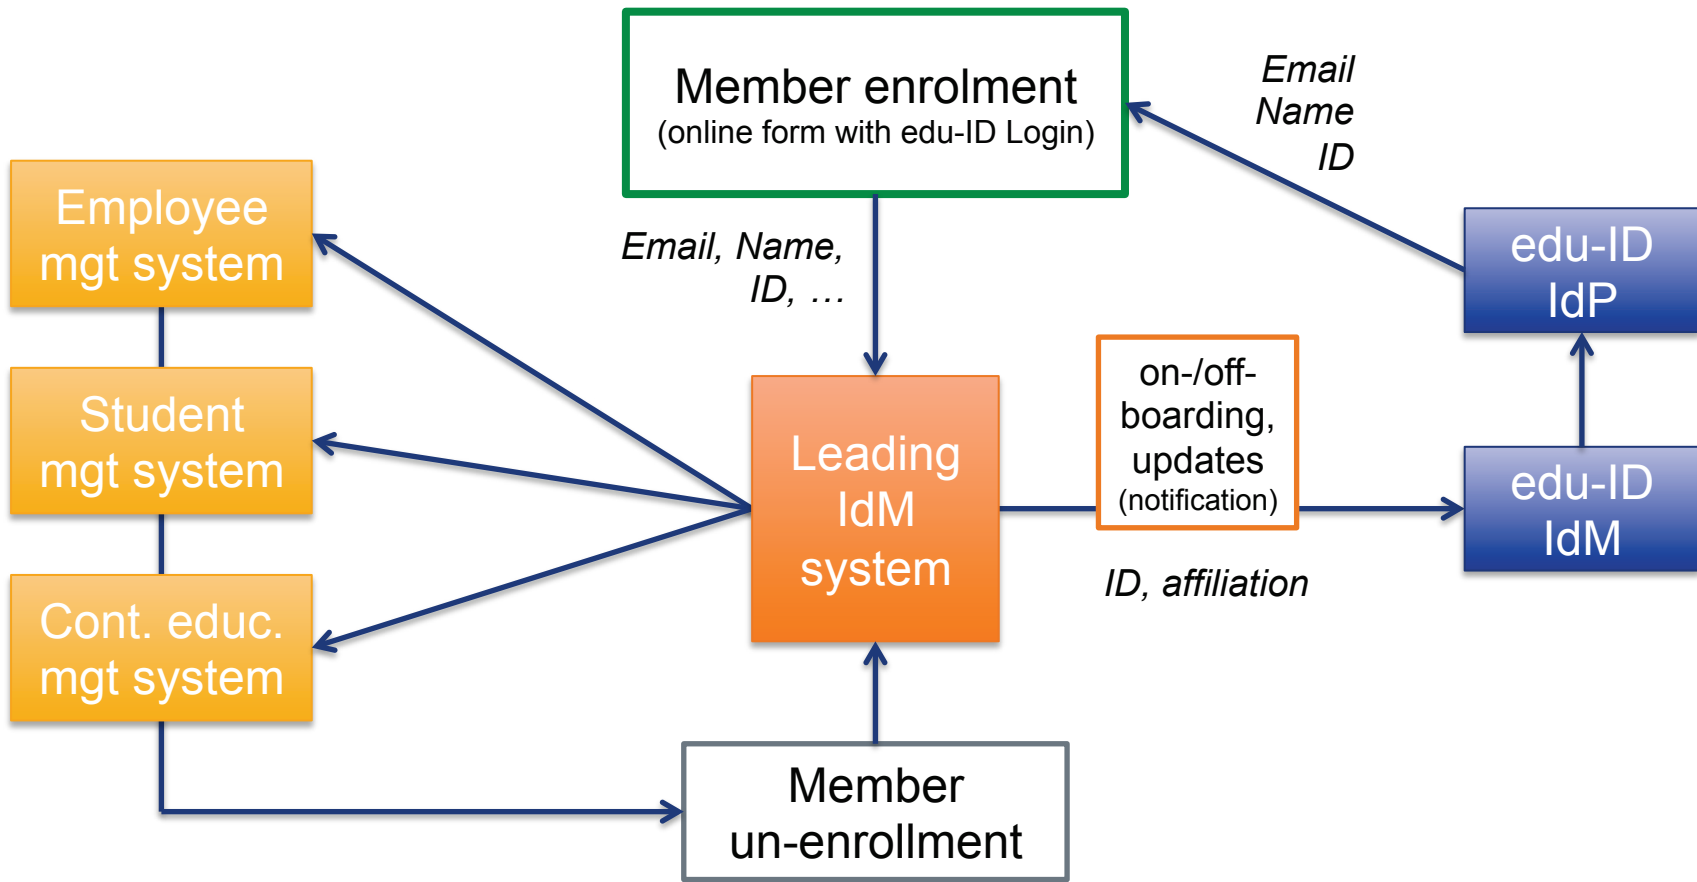 Member enrolment
(online form with edu-ID Login)
Email
Name
ID
Employee
mgt system
Email, Name,
ID, …
edu-ID
IdP
Student
mgt system
Leading
IdM
system
on-/off-
boarding,
updates
(notification)
edu-ID
IdM
ID, affiliation
Cont. educ.
mgt system
Member
un-enrollment